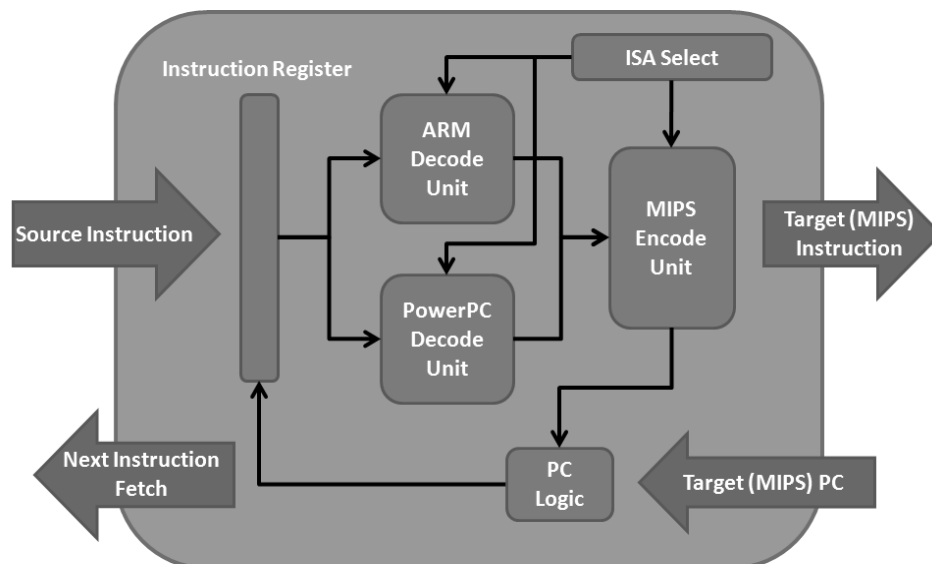 Instruction Register
ISA Select
ARM
Decode
Unit
MIPS
Encode
Unit
Source Instruction
Target (MIPS)
Instruction
PowerPC
Decode
Unit
Next Instruction
Fetch
PC
Logic
Target (MIPS) PC